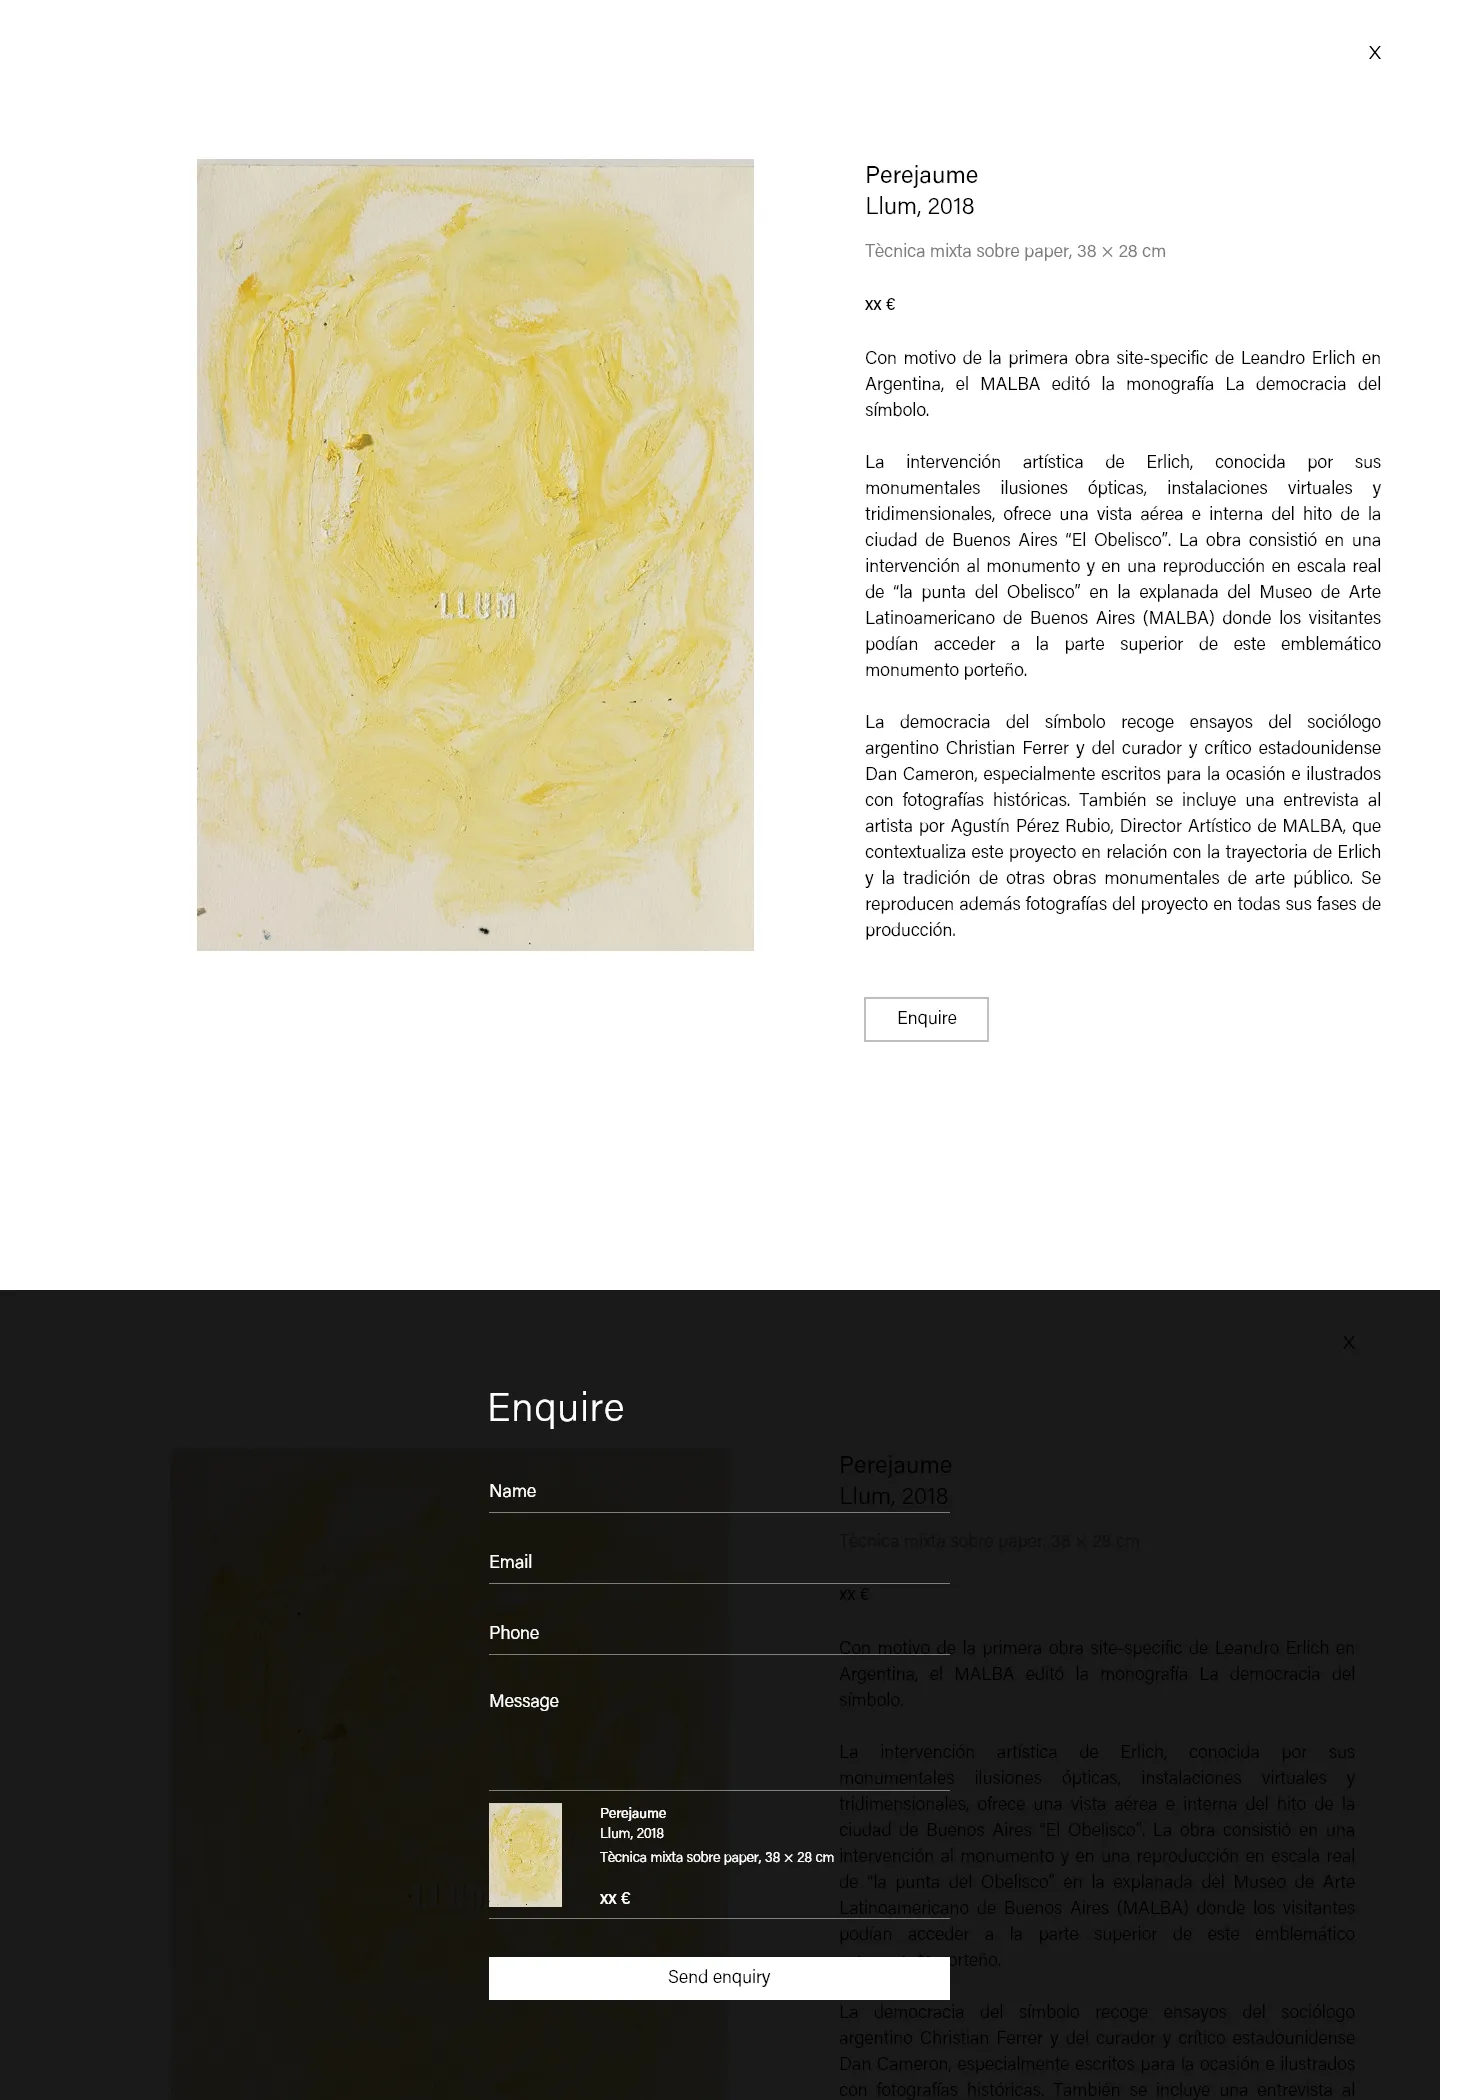 X
Perejaume
Llum, 2018
Tècnica mixta sobre paper, 38 × 28 cm
xx €
Con motivo de la primera obra site-specific de Leandro Erlich en
Argentina, el MALBA editó la monografía La democracia del
símbolo.
La intervención artística de Erlich, conocida por sus
monumentales ilusiones ópticas, instalaciones virtuales y
tridimensionales, ofrece una vista aérea e interna del hito de la
ciudad de Buenos Aires “El Obelisco”. La obra consistió en una
intervención al monumento y en una reproducción en escala real
de “la punta del Obelisco” en la explanada del Museo de Arte
Latinoamericano de Buenos Aires (MALBA) donde los visitantes
podían acceder a la parte superior de este emblemático
monumento porteño.
La democracia del símbolo recoge ensayos del sociólogo
argentino Christian Ferrer y del curador y crítico estadounidense
Dan Cameron, especialmente escritos para la ocasión e ilustrados
con fotografías históricas. También se incluye una entrevista al
artista por Agustín Pérez Rubio, Director Artístico de MALBA, que
contextualiza este proyecto en relación con la trayectoria de Erlich
y la tradición de otras obras monumentales de arte público. Se
reproducen además fotografías del proyecto en todas sus fases de
producción.
LLUM
Enquire
X
Enquire
Name
Email
Phone
Message
Perejaume
Llum, 2018
Tècnica mixta sobre paper, 38 × 28 cm
xx €
Send enquiry
Perejaume
Llum, 2018
Tècnica mixta sobre paper, 38 × 28 cm
xx €
Con motivo de la primera obra site-specific de Leandro Erlich en
Argentina, el MALBA editó la monografía La democracia del
símbolo.
La intervención artística de Erlich, conocida por sus
monumentales ilusiones ópticas, instalaciones virtuales y
tridimensionales, ofrece una vista aérea e interna del hito de la
ciudad de Buenos Aires “El Obelisco”. La obra consistió en una
intervención al monumento y en una reproducción en escala real
de “la punta del Obelisco” en la explanada del Museo de Arte
Latinoamericano de Buenos Aires (MALBA) donde los visitantes
podían acceder a la parte superior de este emblemático
La democracia del símbolo recoge ensayos del sociólogo
argentino Christian Ferrer y del curador y crítico estadounidense
Dan Cameron, especialmente escritos para la ocasión e ilustrados
con fotografías históricas. También se incluye una entrevista al